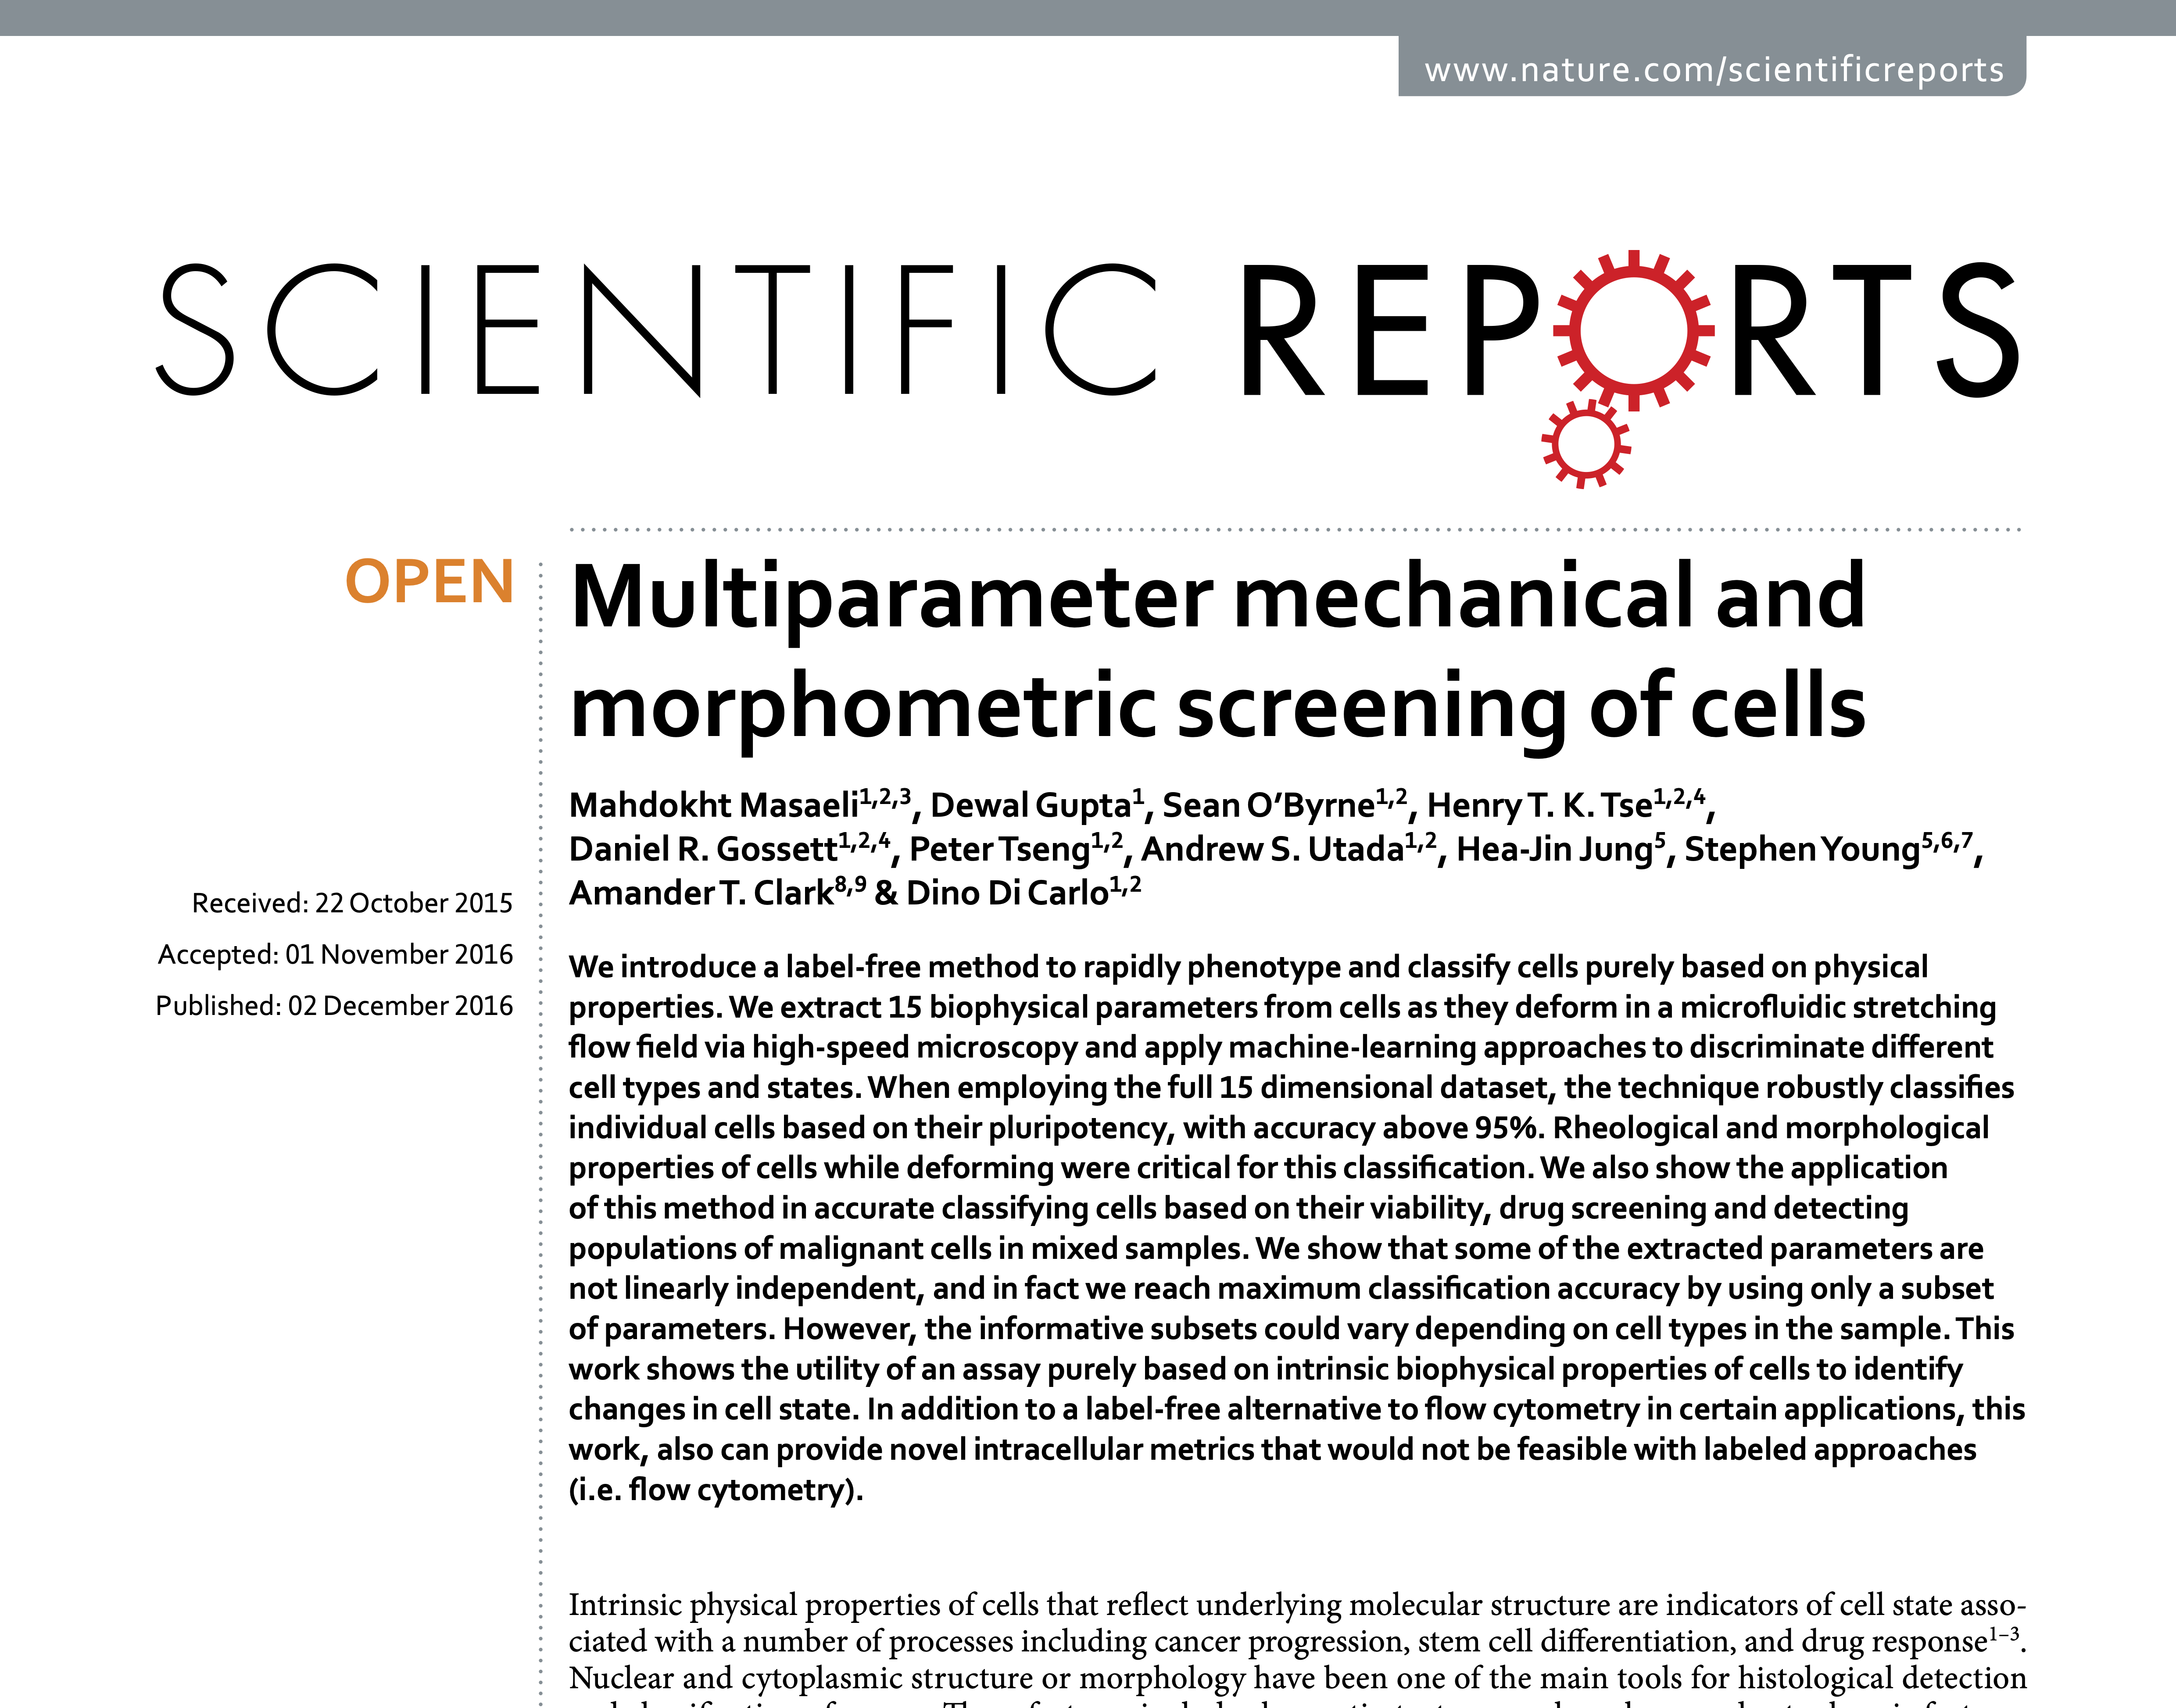 www.nature.com/scientificreports
SCIENTIFIC REPORTS
OPEN
Multiparameter mechanical and
morphometric screening of cells
Mahdokht Masaeli1,2,3, Dewal Gupta1, Sean O’Byrne1,2, Henry T. K. Tse1,2,4,
Daniel R. Gossett1,2,4, Peter Tseng1,2, Andrew S. Utada1,2, Hea-Jin Jung5, Stephen Young5,6,7,
Amander T. Clark8,9 & Dino Di Carlo1,2
Received: 22 October 2015
Accepted: 01 November 2016
Published: 02 December 2016
We introduce a label-free method to rapidly phenotype and classify cells purely based on physical
properties. We extract 15 biophysical parameters from cells as they deform in a microfluidic stretching
flow field via high-speed microscopy and apply machine-learning approaches to discriminate different
cell types and states. When employing the full 15 dimensional dataset, the technique robustly classifies
individual cells based on their pluripotency, with accuracy above 95%. Rheological and morphological
properties of cells while deforming were critical for this classification. We also show the application
of this method in accurate classifying cells based on their viability, drug screening and detecting
populations of malignant cells in mixed samples. We show that some of the extracted parameters are
not linearly independent, and in fact we reach maximum classification accuracy by using only a subset
of parameters. However, the informative subsets could vary depending on cell types in the sample. This
work shows the utility of an assay purely based on intrinsic biophysical properties of cells to identify
changes in cell state. In addition to a label-free alternative to flow cytometry in certain applications, this
work, also can provide novel intracellular metrics that would not be feasible with labeled approaches
(i.e. flow cytometry).
Intrinsic physical properties of cells that reflect underlying molecular structure are indicators of cell state asso-
ciated with a number of processes including cancer progression, stem cell differentiation, and drug response1–3.
Nuclear and cytoplasmic structure or morphology have been one of the main tools for histological detection